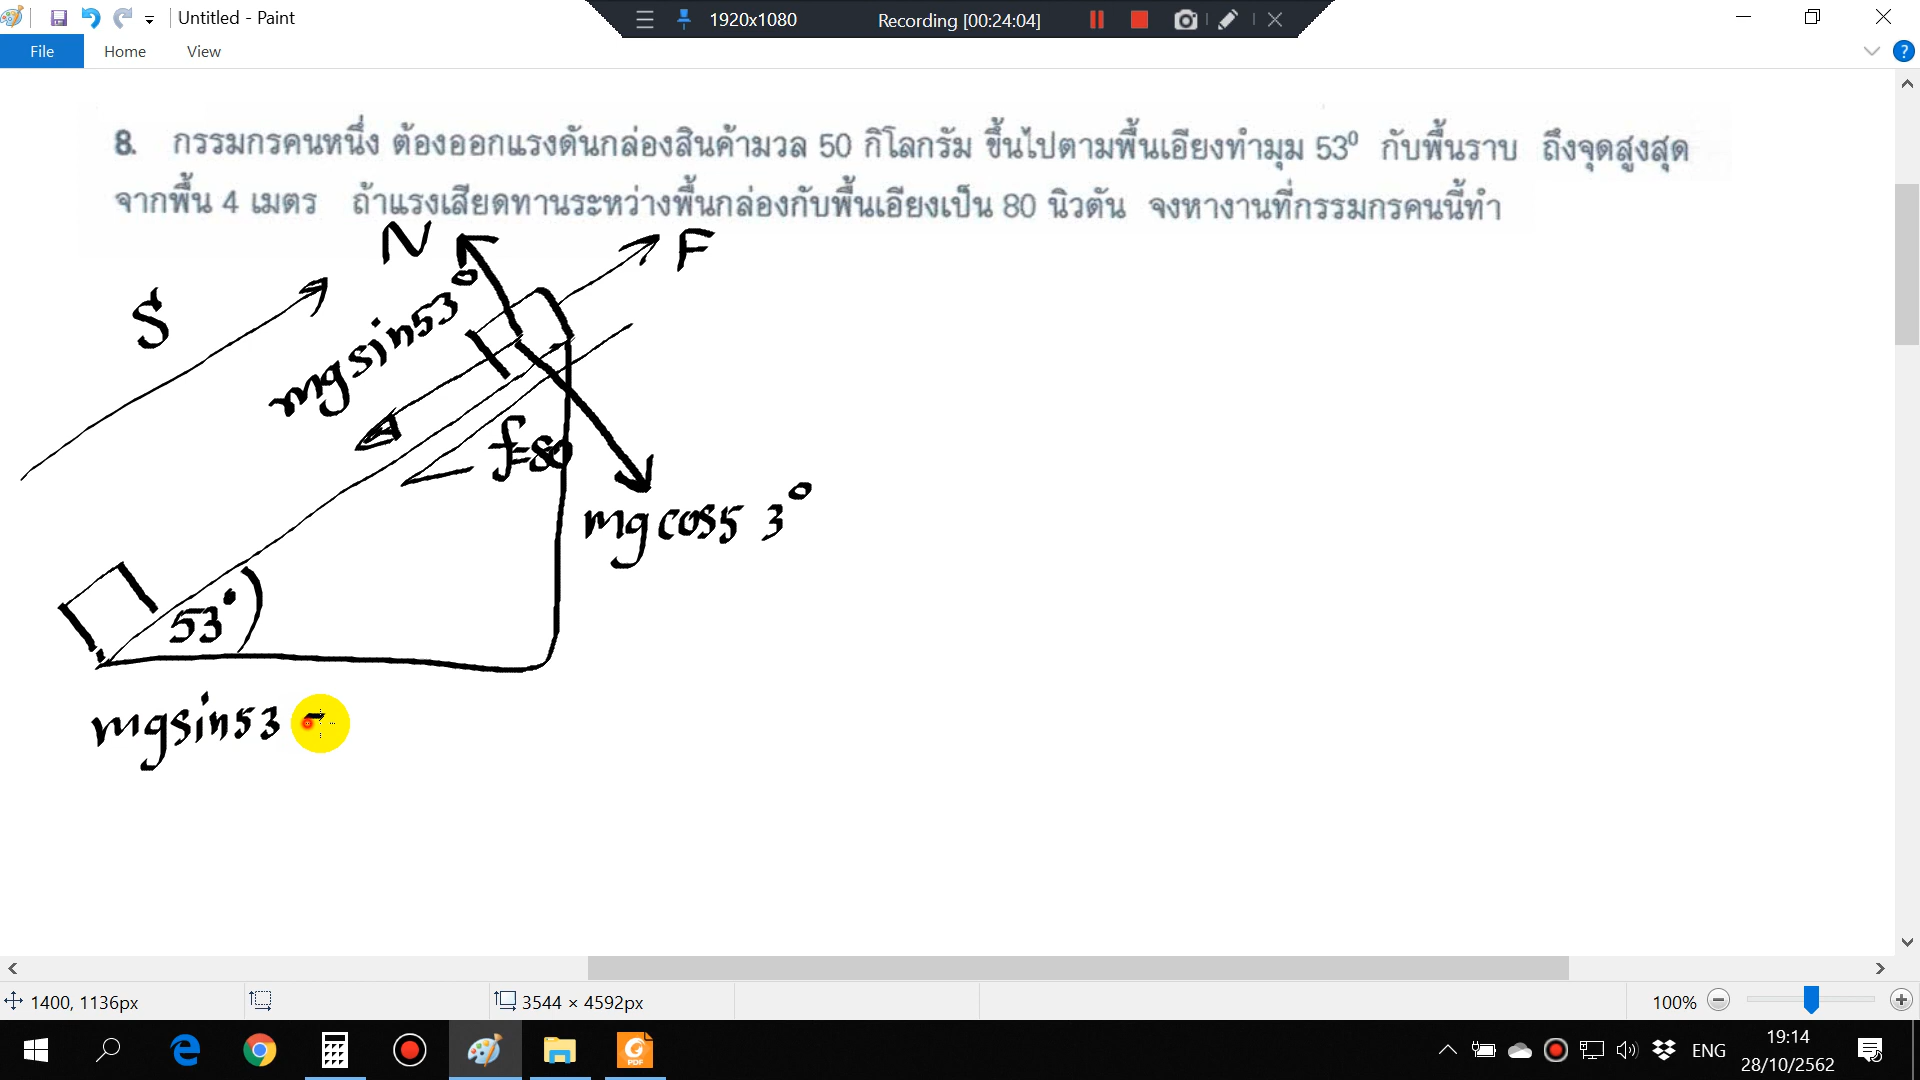 Untitled - Paint
1920x1080
Recording [00:24:04]
File
Home
View
8. กรรมกรคนหนึ่ง ต้องออกแรงดันกล่องสินค้ามวล 50 กิโลกรัม ขึ้นไปตามพื้นเอียงทำมุม 53⁰ กับพื้นราบ ถึงจุดสูงสุด
จากพื้น 4 เมตร ถ้าแรงเสียดทานระหว่างพื้นกล่องกับพื้นเอียงเป็น 80 นิวตัน จงหางานที่กรรมกรคนนี้ทำ
N
F
S
mgsin53°
f=80
mgcos53°
53°
mgsin53
1400, 1136px
3544 × 4592px
100%
PDF
ENG
19:14
28/10/2562